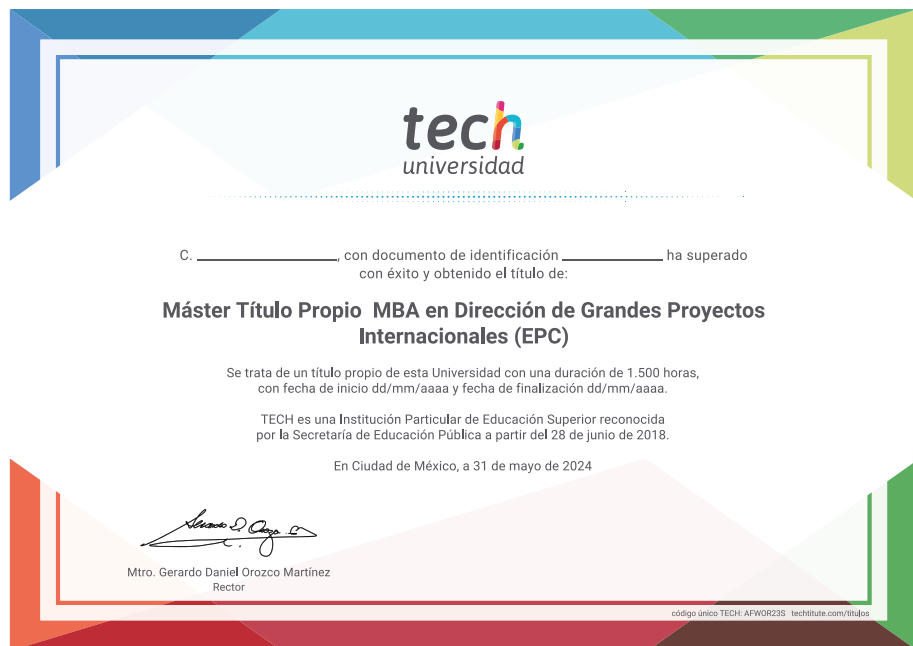 tech
universidad
C. ____________________, con documento de identificación ______________ ha superado
con éxito y obtenido el título de:
Máster Título Propio MBA en Dirección de Grandes Proyectos
Internacionales (EPC)
Se trata de un título propio de esta Universidad con una duración de 1.500 horas,
con fecha de inicio dd/mm/aaaa y fecha de finalización dd/mm/aaaa.
TECH es una Institución Particular de Educación Superior reconocida
por la Secretaría de Educación Pública a partir del 28 de junio de 2018.
En Ciudad de México, a 31 de mayo de 2024
Mtro. Gerardo Daniel Orozco Martínez
Rector
código único TECH: AFWOR23S techtitute.com/titulos